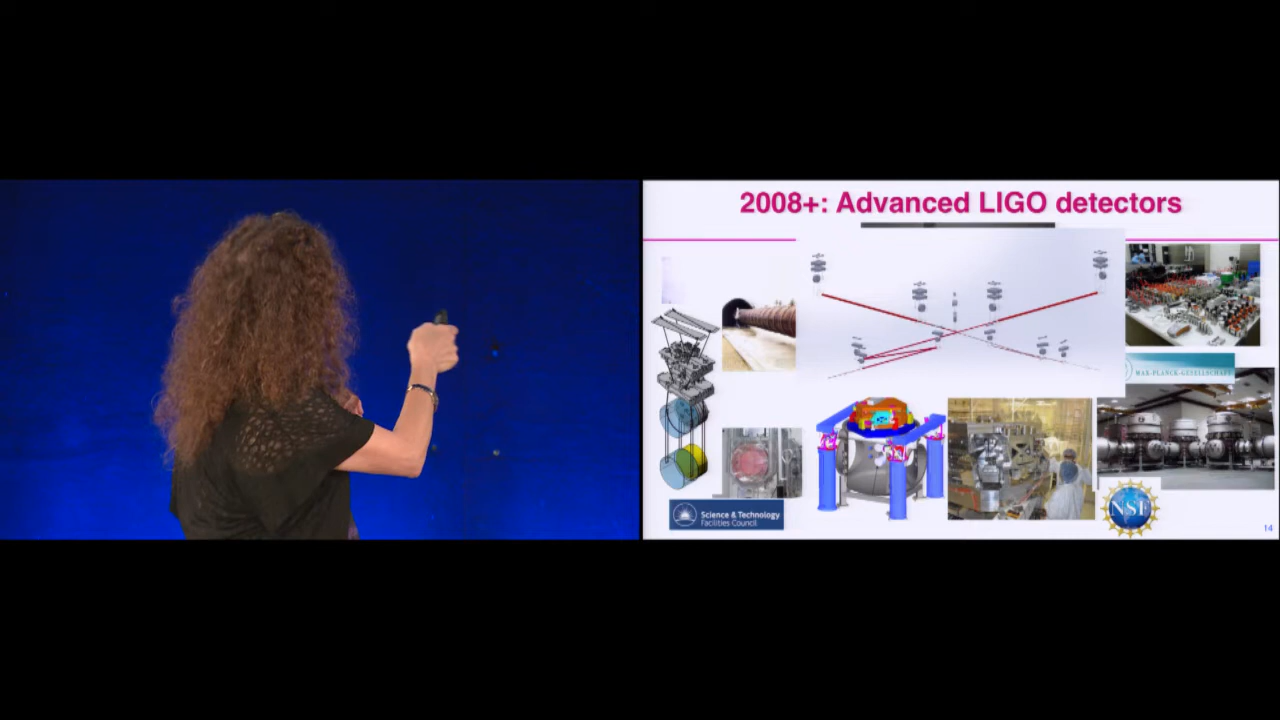 2008+: Advanced LIGO detectors
MAX-PLANCK-GESELLSCHAFT
Science & Technology
Facilities Council
NSF
14